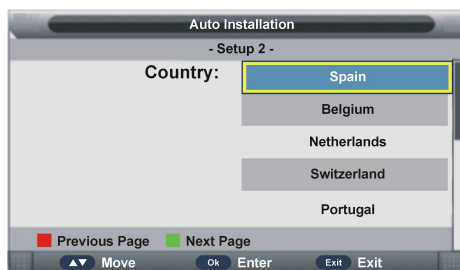 Auto Installation
- Setup 2 -
Country: Spain
Belgium
Netherlands
Switzerland
Portugal
Previous Page Next Page
▲▼ Move Ok Enter Exit Exit